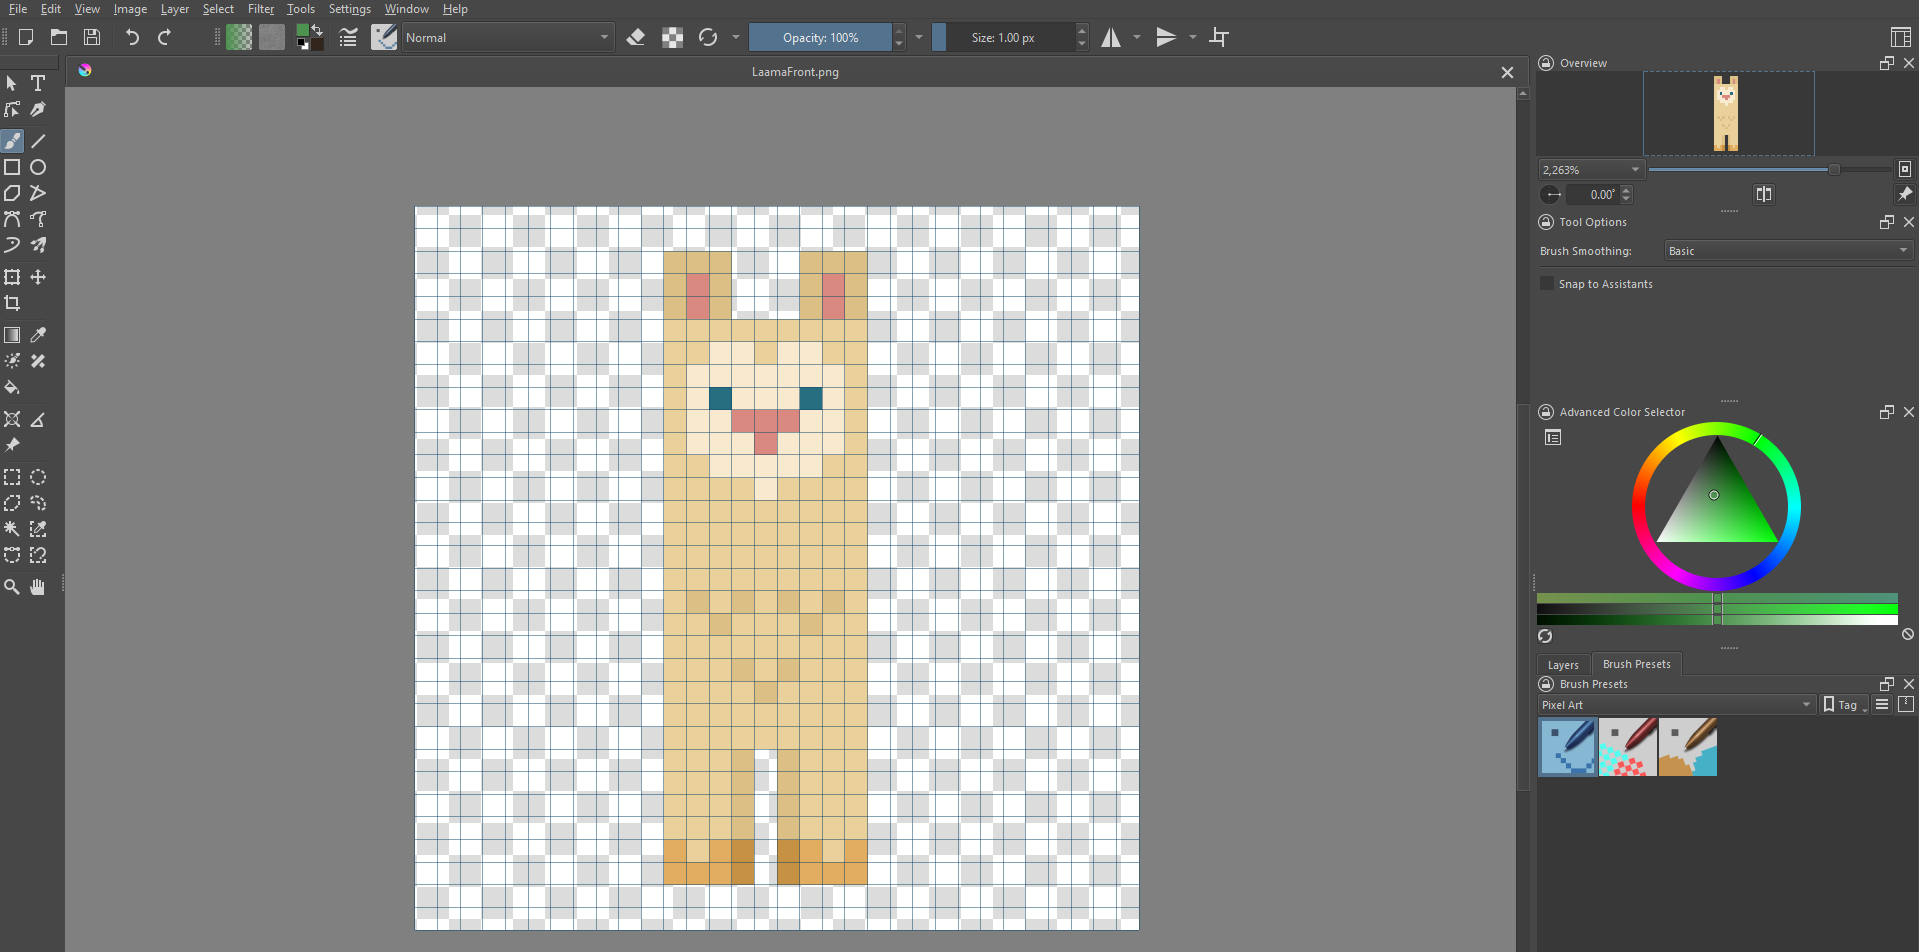 File Edit View Image Layer Select Filter Tools Settings Window Help
Normal
Opacity: 100%
Size: 1.00 px
LaamaFront.png
Overview
2,263%
0.00°
Tool Options
Brush Smoothing: Basic
Snap to Assistants
Advanced Color Selector
Layers Brush Presets
Brush Presets
Pixel Art
Tag